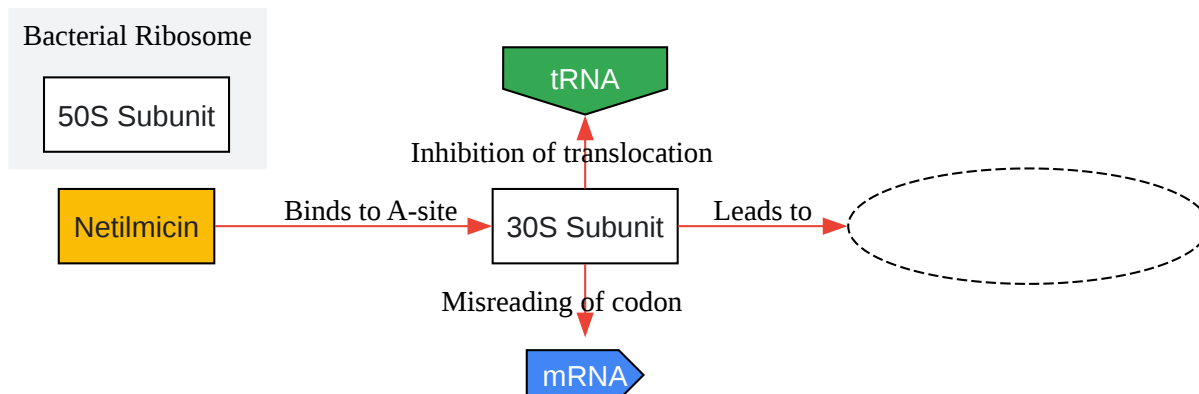 Bacterial Ribosome
50S Subunit
tRNA
Inhibition of translocation
Netilmicin
Binds to A-site
30S Subunit
Leads to
Misreading of codon
mRNA